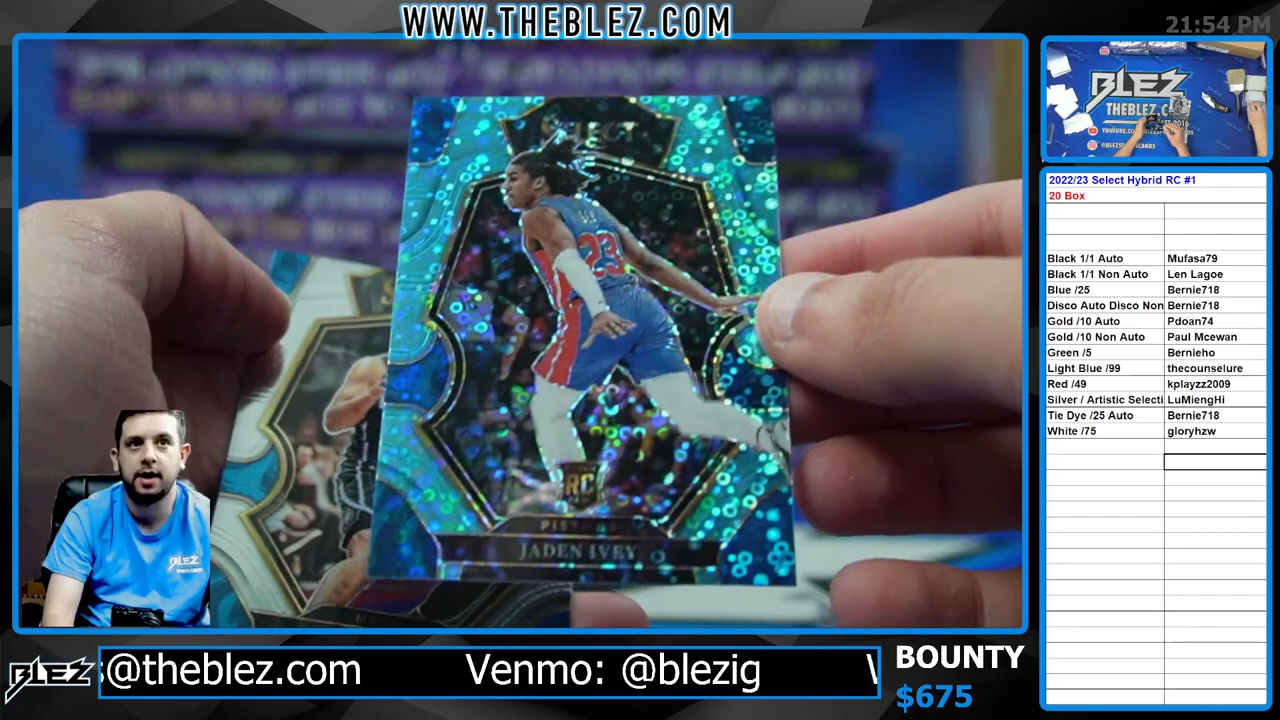 WWW.THEBLEZ.COM
21:54 PM
SELECT
23
RC
JADEN IVEY
BLEZ
BLEZ
THEBLEZ.C
2022/23 Select Hybrid RC #1
20 Box
Black 1/1 Auto Mufasa79
Black 1/1 Non Auto Len Lagoe
Blue /25 Bernie718
Disco Auto Disco Non Bernie718
Gold /10 Auto Pdoan74
Gold /10 Non Auto Paul Mcewan
Green /5 Bernieho
Light Blue /99 thecounselure
Red /49 kplayzz2009
Silver / Artistic Selecti LuMiengHi
Tie Dye /25 Auto Bernie718
White /75 gloryhzw
BLEZ
s@theblez.com Venmo: @blezig
BOUNTY
$675